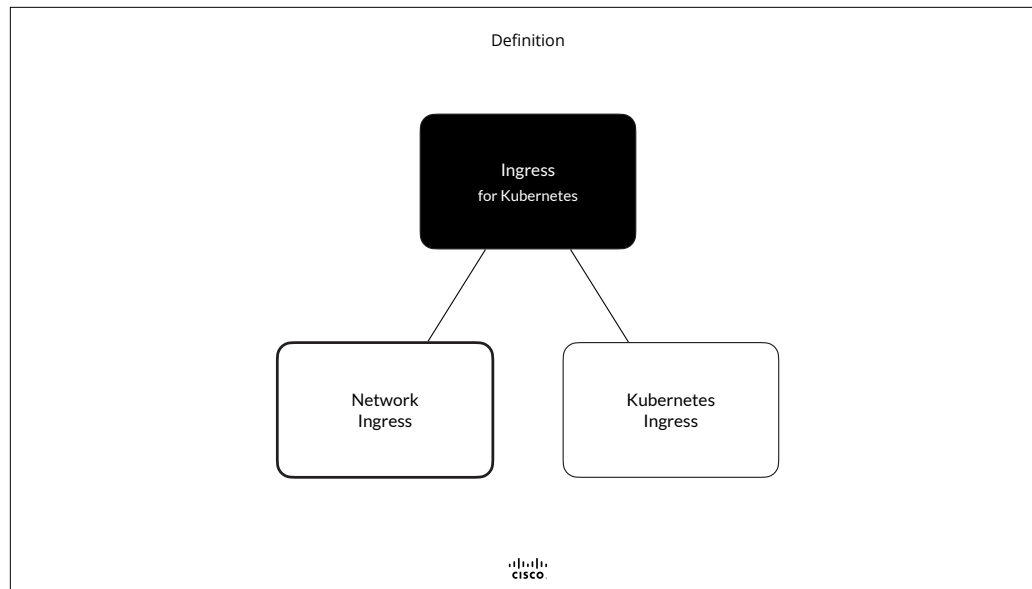 Definition
Ingress
for Kubernetes
Network
Ingress
Kubernetes
Ingress
CISCO